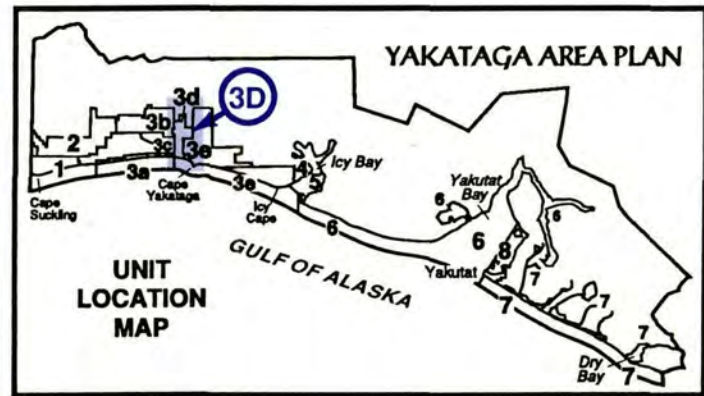 YAKATAGA AREA PLAN
3d
3D
3b
2
3c
3e
1
3a
Cape
Yakataga
3e
4
5
Icy Bay
Icy
Cape
Cape
Suckling
6
Yakutat
Bay
6
6
6
8
Yakutat
7
7
7
7
7
Dry
Bay
GULF OF ALASKA
UNIT
LOCATION
MAP